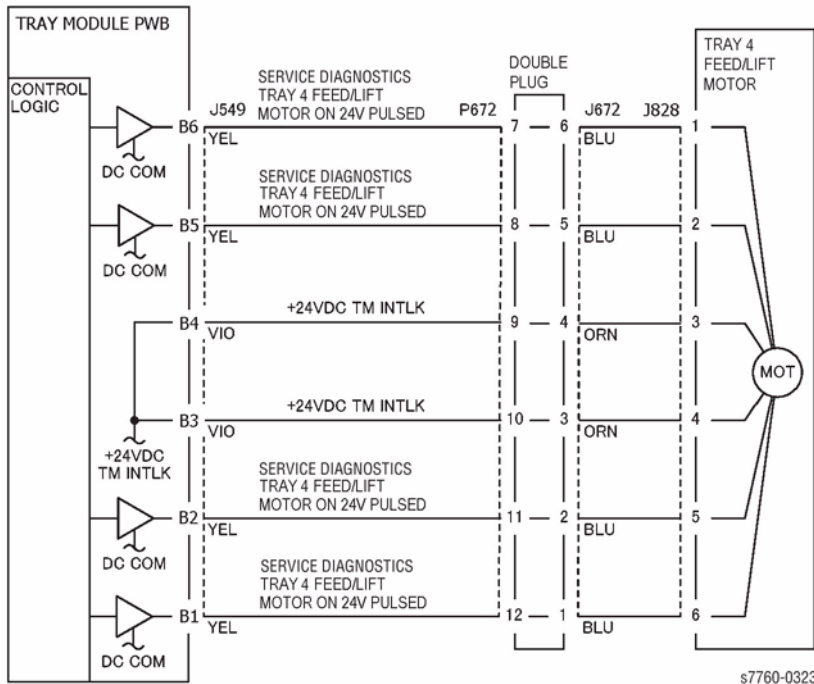 TRAY MODULE PWB
CONTROL
LOGIC
DOUBLE
PLUG
TRAY 4
FEED/LIFT
MOTOR
SERVICE DIAGNOSTICS
TRAY 4 FEED/LIFT
MOTOR ON 24V PULSED
B6 J549 P672 7 6 J672 J828 1
YEL BLU
DC COM
SERVICE DIAGNOSTICS
TRAY 4 FEED/LIFT
MOTOR ON 24V PULSED
B5 8 5 2
YEL BLU
DC COM
+24VDC TM INTLK
B4 9 4 3
VIO ORN
MOT
+24VDC TM INTLK
B3 10 3 4
VIO ORN
+24VDC
TM INTLK
SERVICE DIAGNOSTICS
TRAY 4 FEED/LIFT
MOTOR ON 24V PULSED
B2 11 2 5
YEL BLU
DC COM
SERVICE DIAGNOSTICS
TRAY 4 FEED/LIFT
MOTOR ON 24V PULSED
B1 12 1 6
YEL BLU
DC COM
s7760-0323